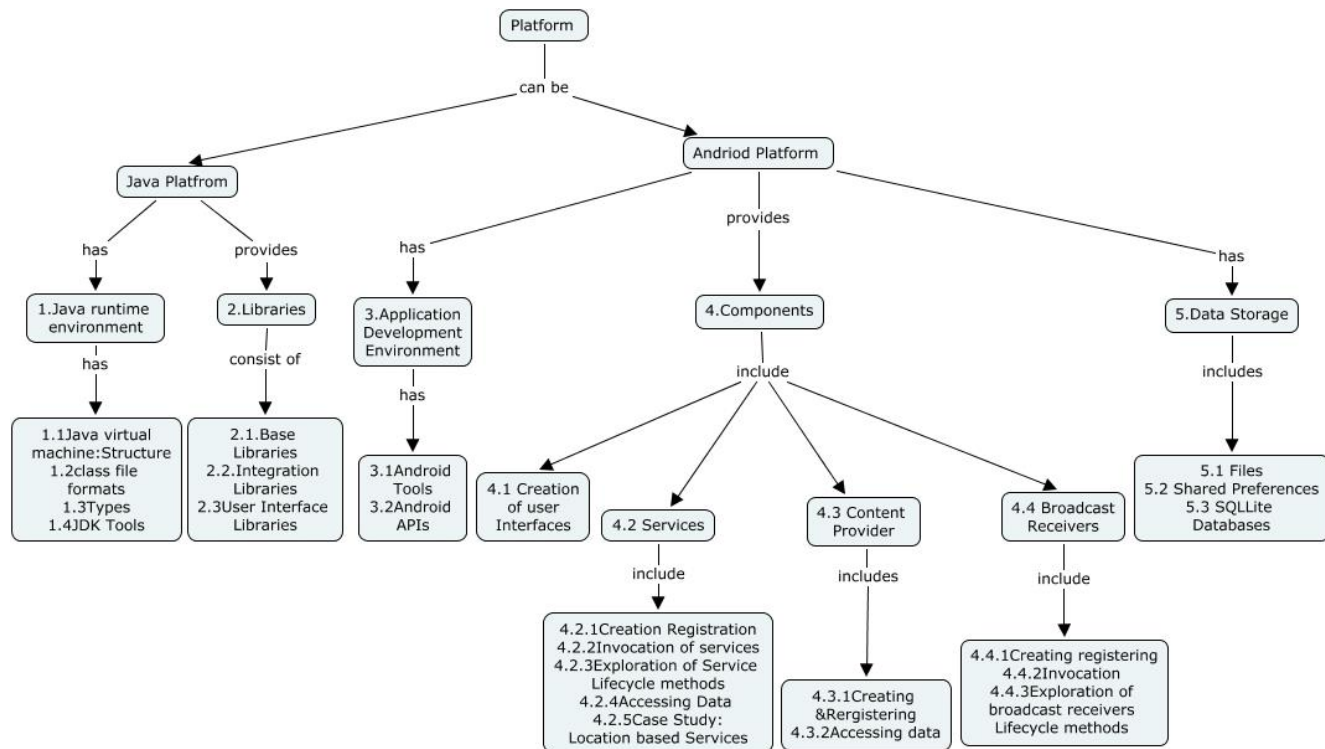 Platform
can be
Java Platfrom
Andriod Platform
has
provides
has
provides
has
1.Java runtime
environment
2.Libraries
3.Application
Development
Environment
4.Components
5.Data Storage
has
consist of
has
include
includes
1.1Java virtual
machine:Structure
1.2class file
formats
1.3Types
1.4JDK Tools
2.1.Base
Libraries
2.2.Integration
Libraries
2.3User Interface
Libraries
3.1Android
Tools
3.2Android
APIs
4.1 Creation
of user
Interfaces
4.2 Services
4.3 Content
Provider
4.4 Broadcast
Receivers
5.1 Files
5.2 Shared Preferences
5.3 SQLLite
Databases
include
includes
include
4.2.1Creation Registration
4.2.2Invocation of services
4.2.3Exploration of Service
Lifecycle methods
4.2.4Accessing Data
4.2.5Case Study:
Location based Services
4.3.1Creating
&Rergistering
4.3.2Accessing data
4.4.1Creating registering
4.4.2Invocation
4.4.3Exploration of
broadcast receivers
Lifecycle methods